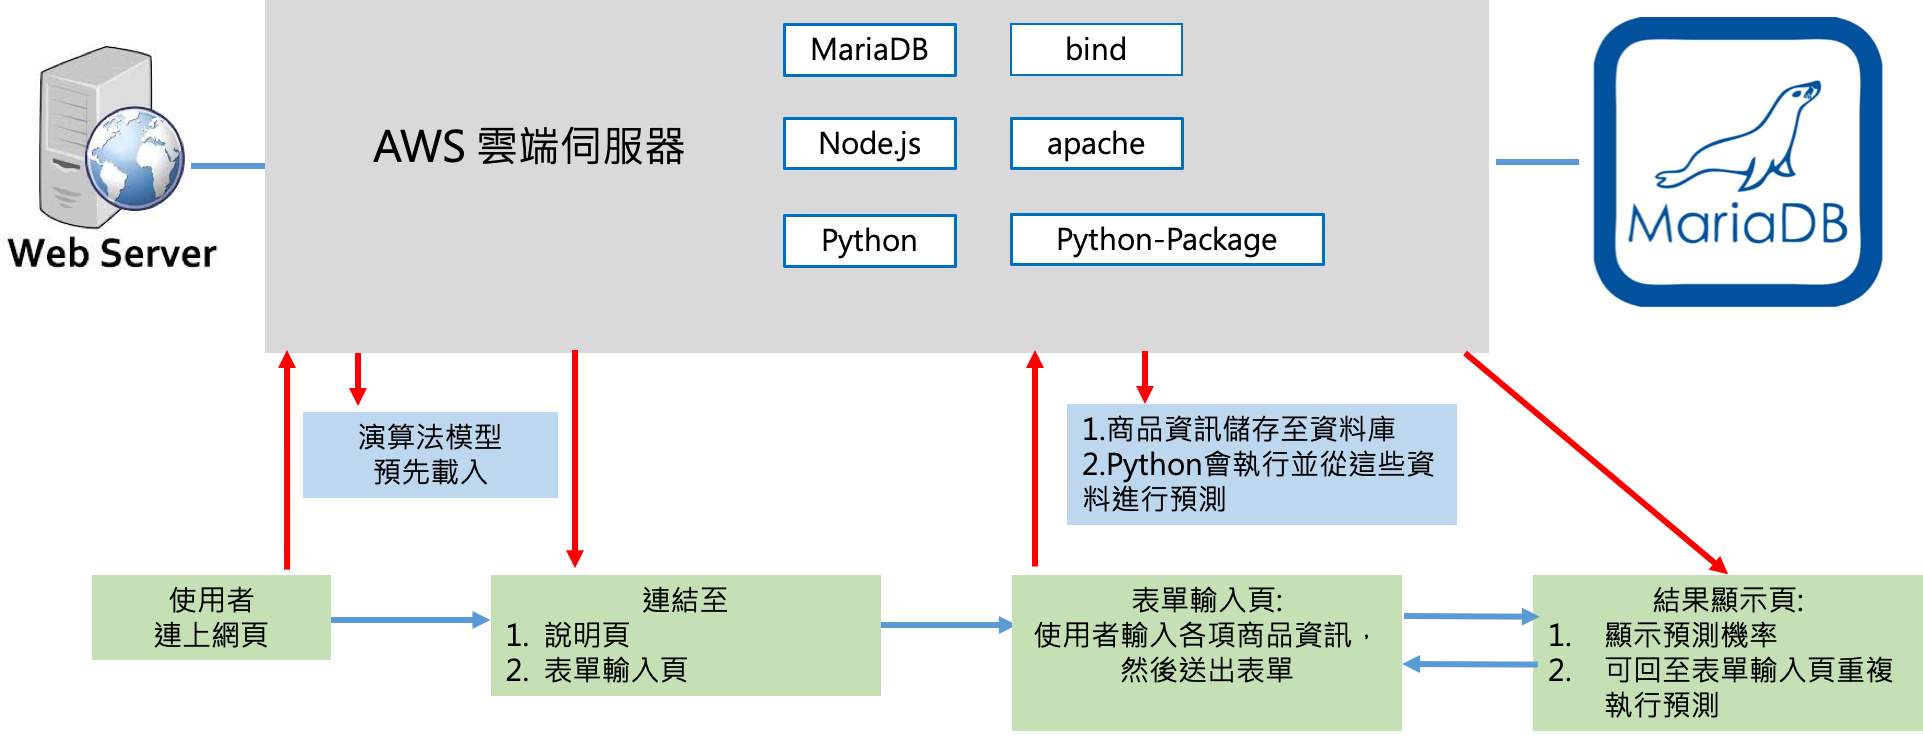 Web Server
AWS 雲端伺服器
MariaDB
bind
Node.js
apache
Python
Python-Package
MariaDB
演算法模型
預先載入
1.商品資訊儲存至資料庫
2.Python會執行並從這些資
料進行預測
使用者
連上網頁
連結至
1. 說明頁
2. 表單輸入頁
表單輸入頁:
使用者輸入各項商品資訊，
然後送出表單
結果顯示頁:
1. 顯示預測機率
2. 可回至表單輸入頁重複
執行預測